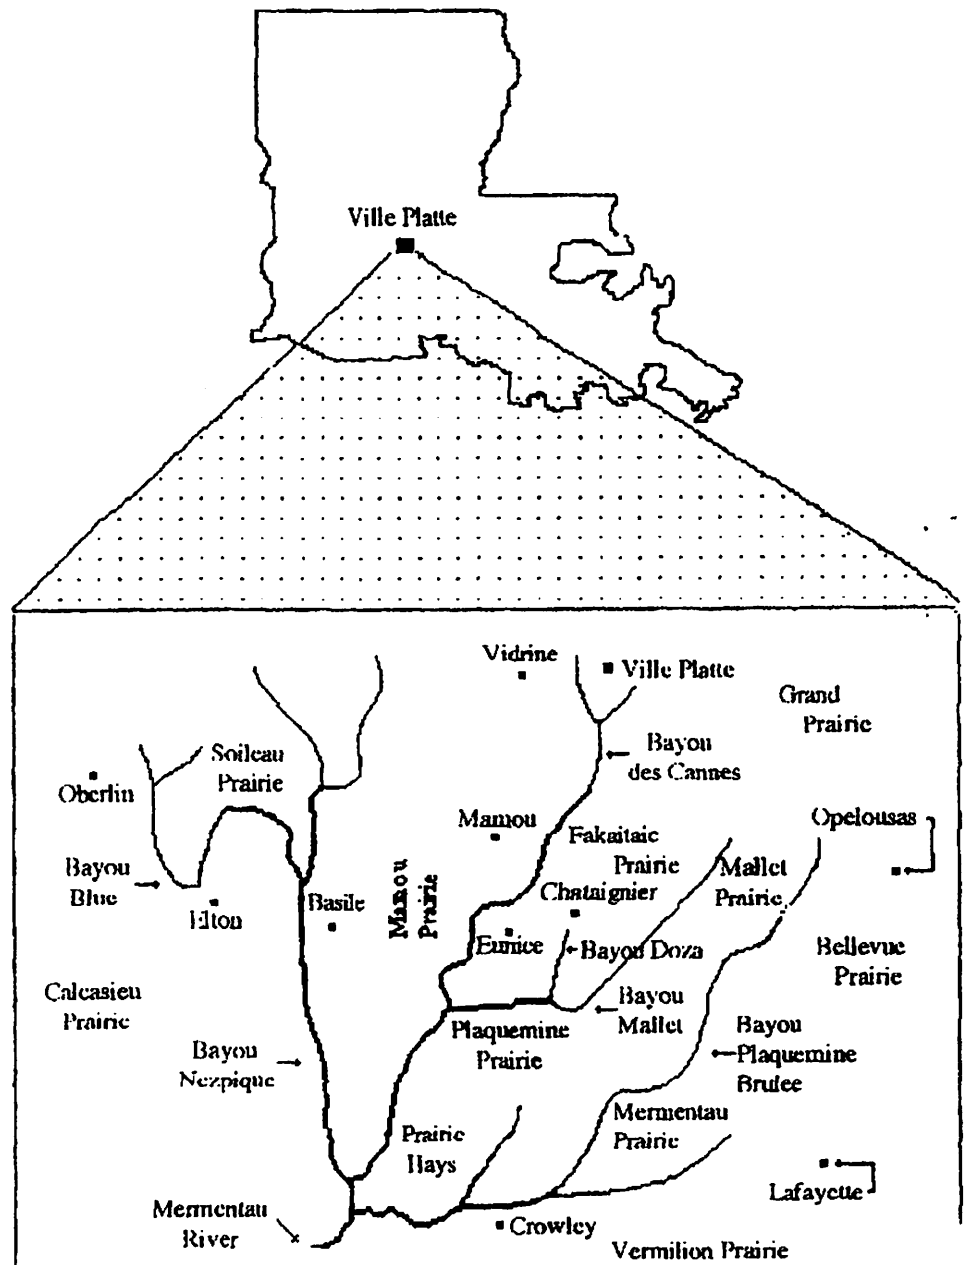 Ville Platte
Vidrine
Ville Platte
Grand
Prairie
Bayou
des Cannes
Soileau
Prairie
Oberlin
Mamou
Opelousas
Fakaitaic
Prairie
Mallet
Prairie
Bayou
Blue
Mamou
Prairie
Chataignier
Elton
Basile
Eunice
Bayou Doza
Bellevue
Prairie
Calcasieu
Prairie
Bayou
Mallet
Plaquemine
Prairie
Bayou
Plaquemine
Brulee
Bayou
Nezpique
Mermentau
Prairie
Prairie
Hays
Lafayette
Mermentau
River
Crowley
Vermilion Prairie